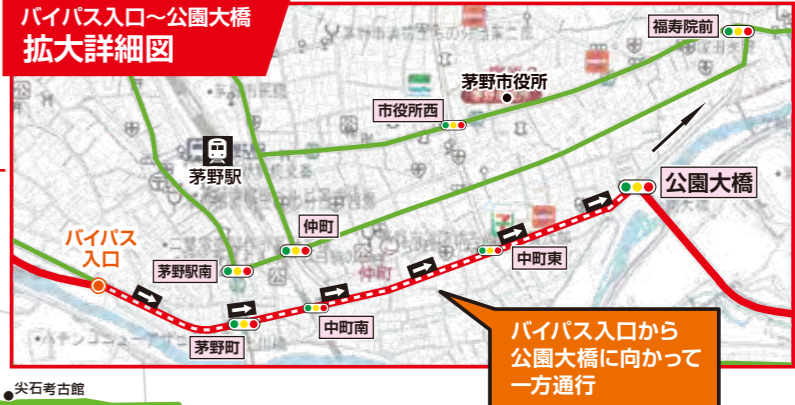 バイパス入口～公園大橋
拡大詳細図
福寿院前
茅野市役所
市役所西
茅野駅
公園大橋
仲町
バイパス
入口
茅野駅南
中町東
中町南
茅野町
バイパス入口から
公園大橋に向かって
一方通行
尖石考古館